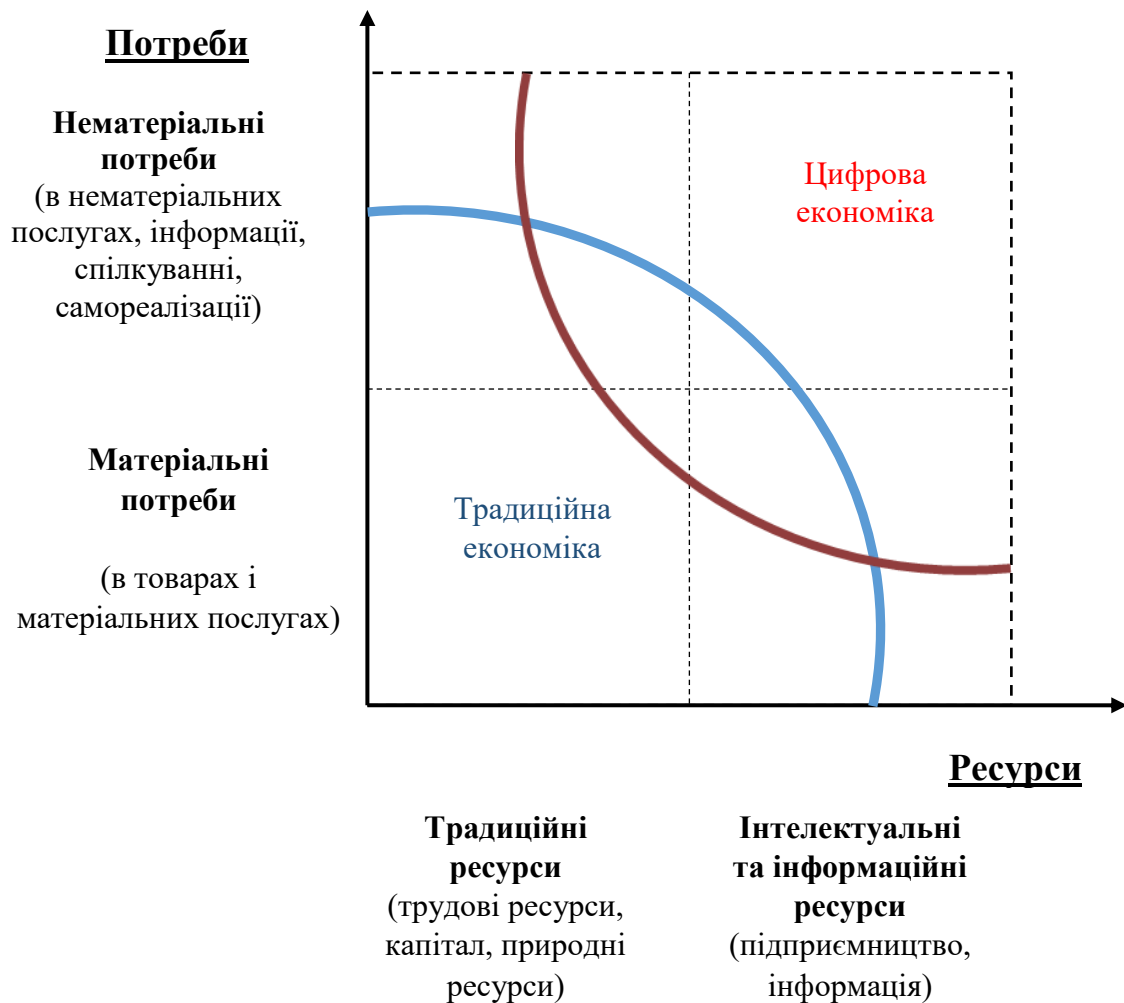 Потреби
Нематеріальні
потреби
(в нематеріальних
послугах, інформації,
спілкуванні,
самореалізації)
Цифрова
економіка
Матеріальні
потреби
(в товарах і
матеріальних послугах)
Традиційна
економіка
Ресурси
Традиційні
ресурси
(трудові ресурси,
капітал, природні
ресурси)
Інтелектуальні
та інформаційні
ресурси
(підприємництво,
інформація)